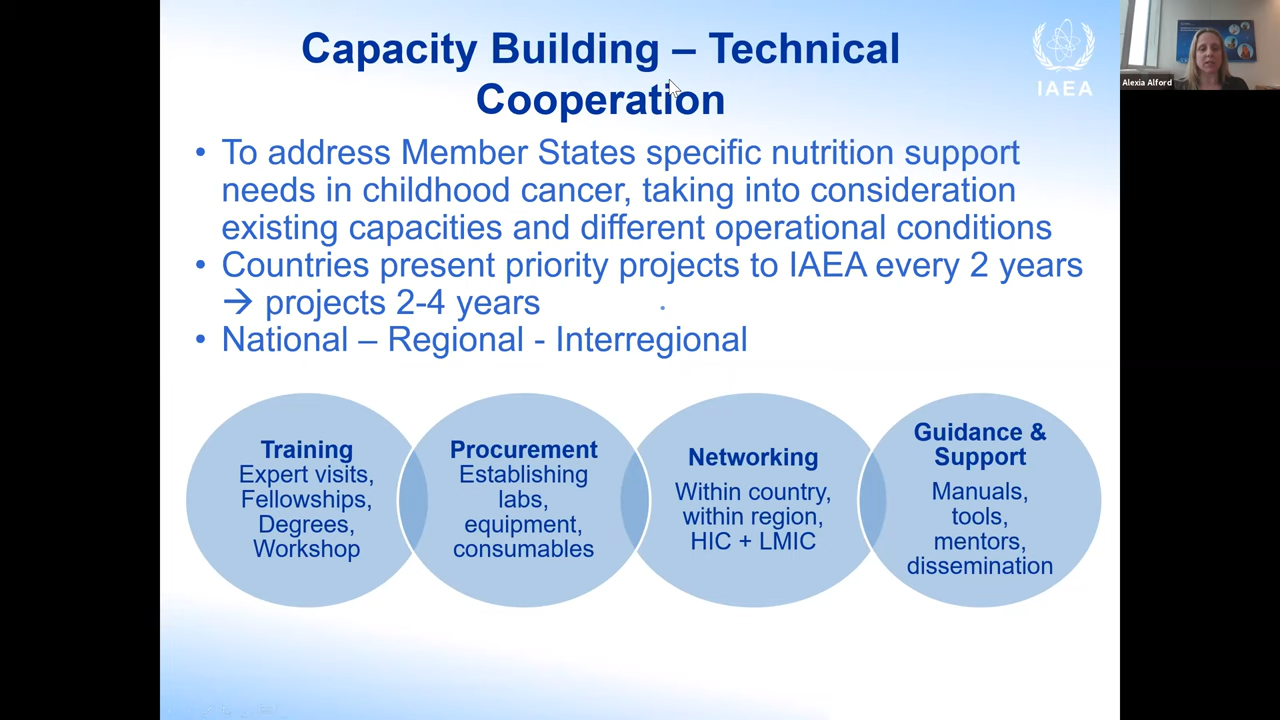 Capacity Building – Technical
Cooperation
IAEA
Alexia Alford
• To address Member States specific nutrition support
needs in childhood cancer, taking into consideration
existing capacities and different operational conditions
• Countries present priority projects to IAEA every 2 years
→ projects 2-4 years
• National – Regional - Interregional
Training
Expert visits,
Fellowships,
Degrees,
Workshop
Procurement
Establishing
labs,
equipment,
consumables
Networking
Within country,
within region,
HIC + LMIC
Guidance &
Support
Manuals,
tools,
mentors,
dissemination